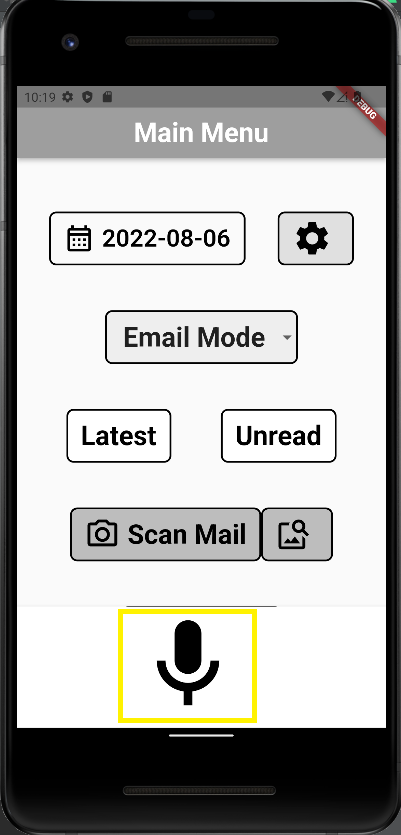 10:19
DEBUG
Main Menu
2022-08-06
Email Mode
Latest Unread
Scan Mail